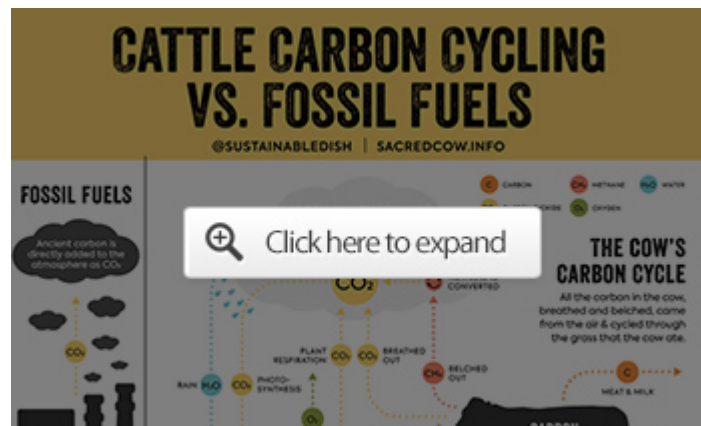 CATTLE CARBON CYCLING
VS. FOSSIL FUELS
@SUSTAINABLEDISH | SACREDCOW.INFO
FOSSIL FUELS
Ancient carbon is
directly added to the
atmosphere as CO₂
CO₂
C CARBON
CH₄ METHANE
H₂O WATER
O₂ OXYGEN
Click here to expand
THE COW'S
CARBON CYCLE
All the carbon in the cow,
breathed and belched, came
from the air & cycled through
the grass that the cow ate.
CO₂
CONVERTED
PLANT
RESPIRATION
CO₂
CO₂
BREATHED
OUT
CH₄
BELCHED
OUT
RAIN
H₂O
CO₂
PHOTO-
SYNTHESIS
O₂
C
MEAT & MILK
CARBON